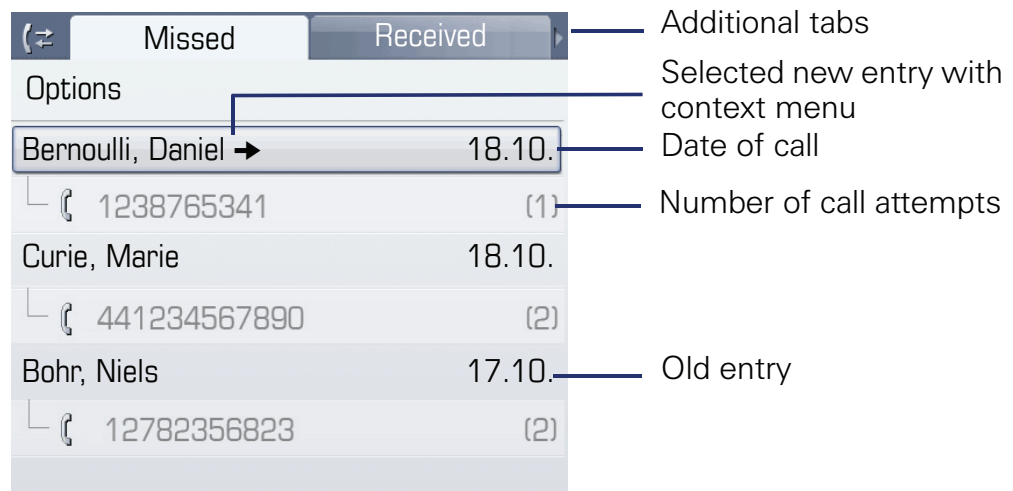 Missed
Received
Additional tabs
Options
Selected new entry with
context menu
Bernoulli, Daniel → 18.10.
Date of call
1238765341 (1)
Number of call attempts
Curie, Marie 18.10.
441234567890 (2)
Bohr, Niels 17.10.
Old entry
12782356823 (2)